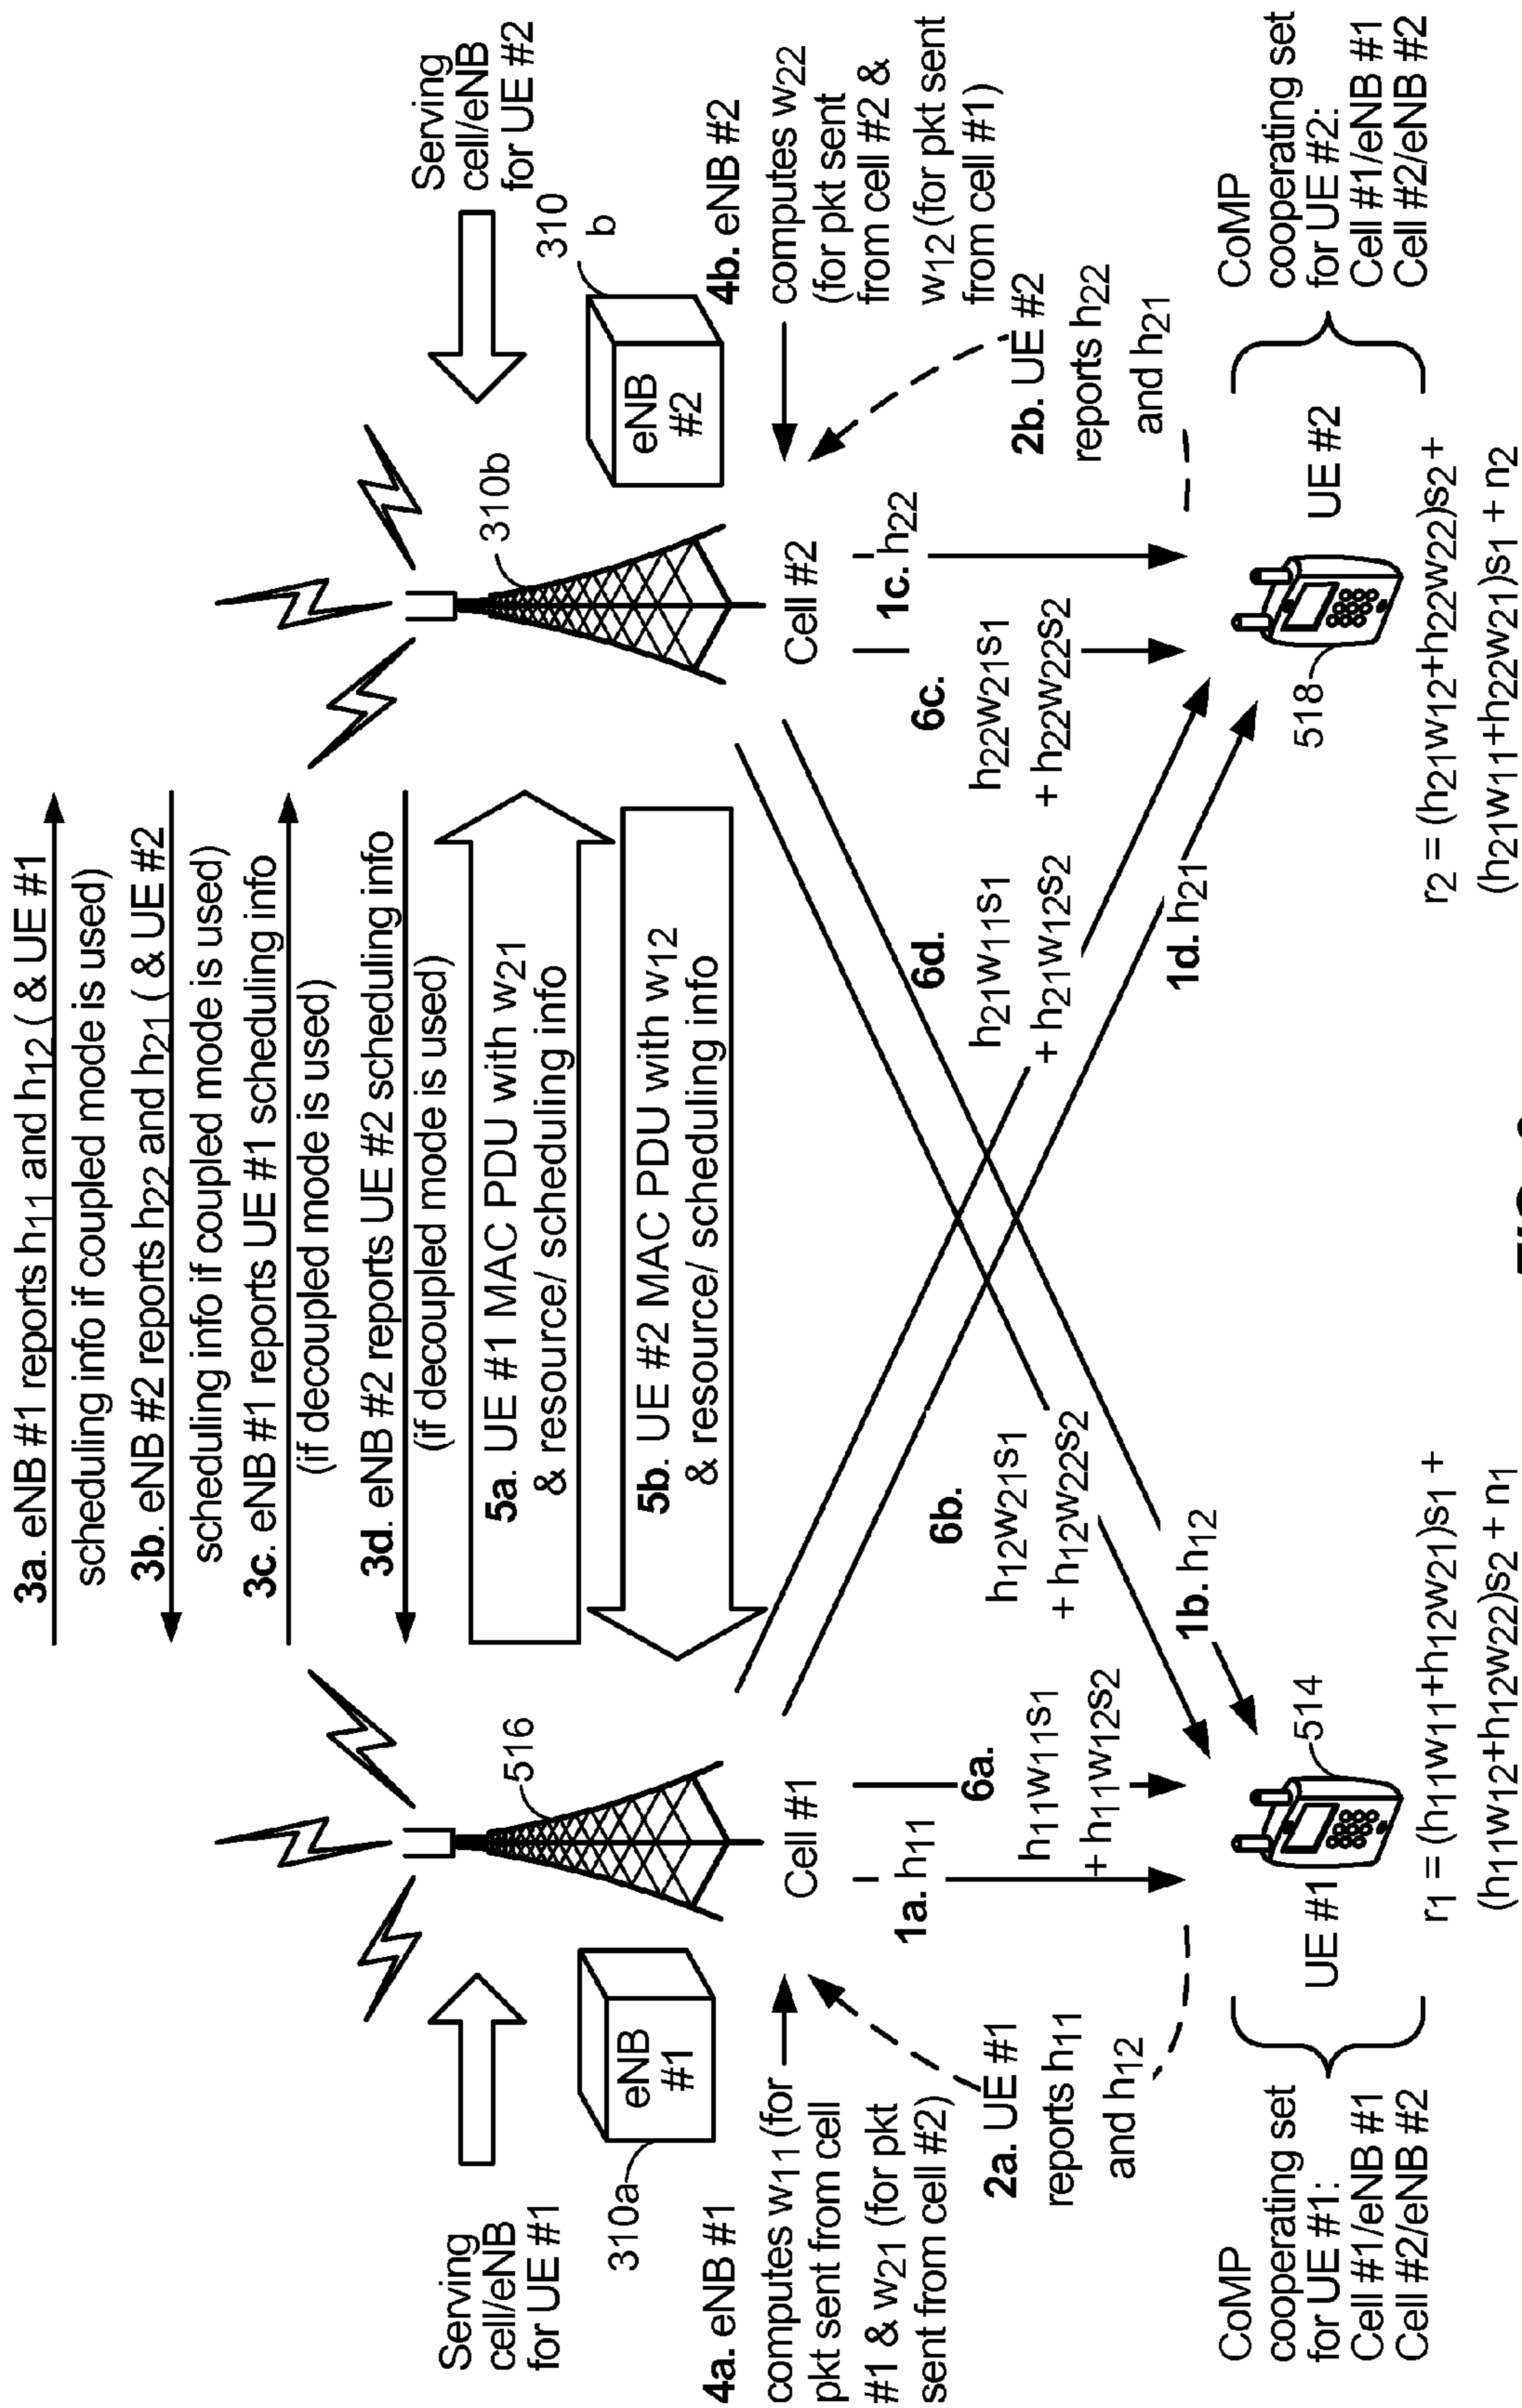 3a. eNB #1 reports h11 and h12 ( & UE #1
scheduling info if coupled mode is used)
3b. eNB #2 reports h22 and h21 ( & UE #2
scheduling info if coupled mode is used)
3c. eNB #1 reports UE #1 scheduling info
(if decoupled mode is used)
3d. eNB #2 reports UE #2 scheduling info
(if decoupled mode is used)
5a. UE #1 MAC PDU with w21
& resource/ scheduling info
5b. UE #2 MAC PDU with w12
& resource/ scheduling info
Serving
cell/eNB
for UE #1
310a
eNB
#1
516
Cell #1
4a. eNB #1
computes w11 (for
pkt sent from cell
#1 & w21 (for pkt
sent from cell #2)
2a. UE #1
reports h11
and h12
1a. h11
6a.
h11w11s1
+ h11w12s2
6b.
h12w21s1
+ h12w22s2
1b. h12
CoMP
cooperating set
for UE #1:
Cell #1/eNB #1
Cell #2/eNB #2
UE #1
514
r1 = (h11w11+h12w21)s1 +
(h11w12+h12w22)s2 + n1
Serving
cell/eNB
for UE #2
310
b
eNB
#2
310b
Cell #2
4b. eNB #2
computes w22
(for pkt sent
from cell #2 &
w12 (for pkt sent
from cell #1)
2b. UE #2
reports h22
and h21
1c. h22
6c.
h22w21s1
+ h22w22s2
6d.
h21w11s1
+ h21w12s2
1d. h21
518
UE #2
CoMP
cooperating set
for UE #2:
Cell #1/eNB #1
Cell #2/eNB #2
r2 = (h21w12+h22w22)s2 +
(h21w11+h22w21)s1 + n2